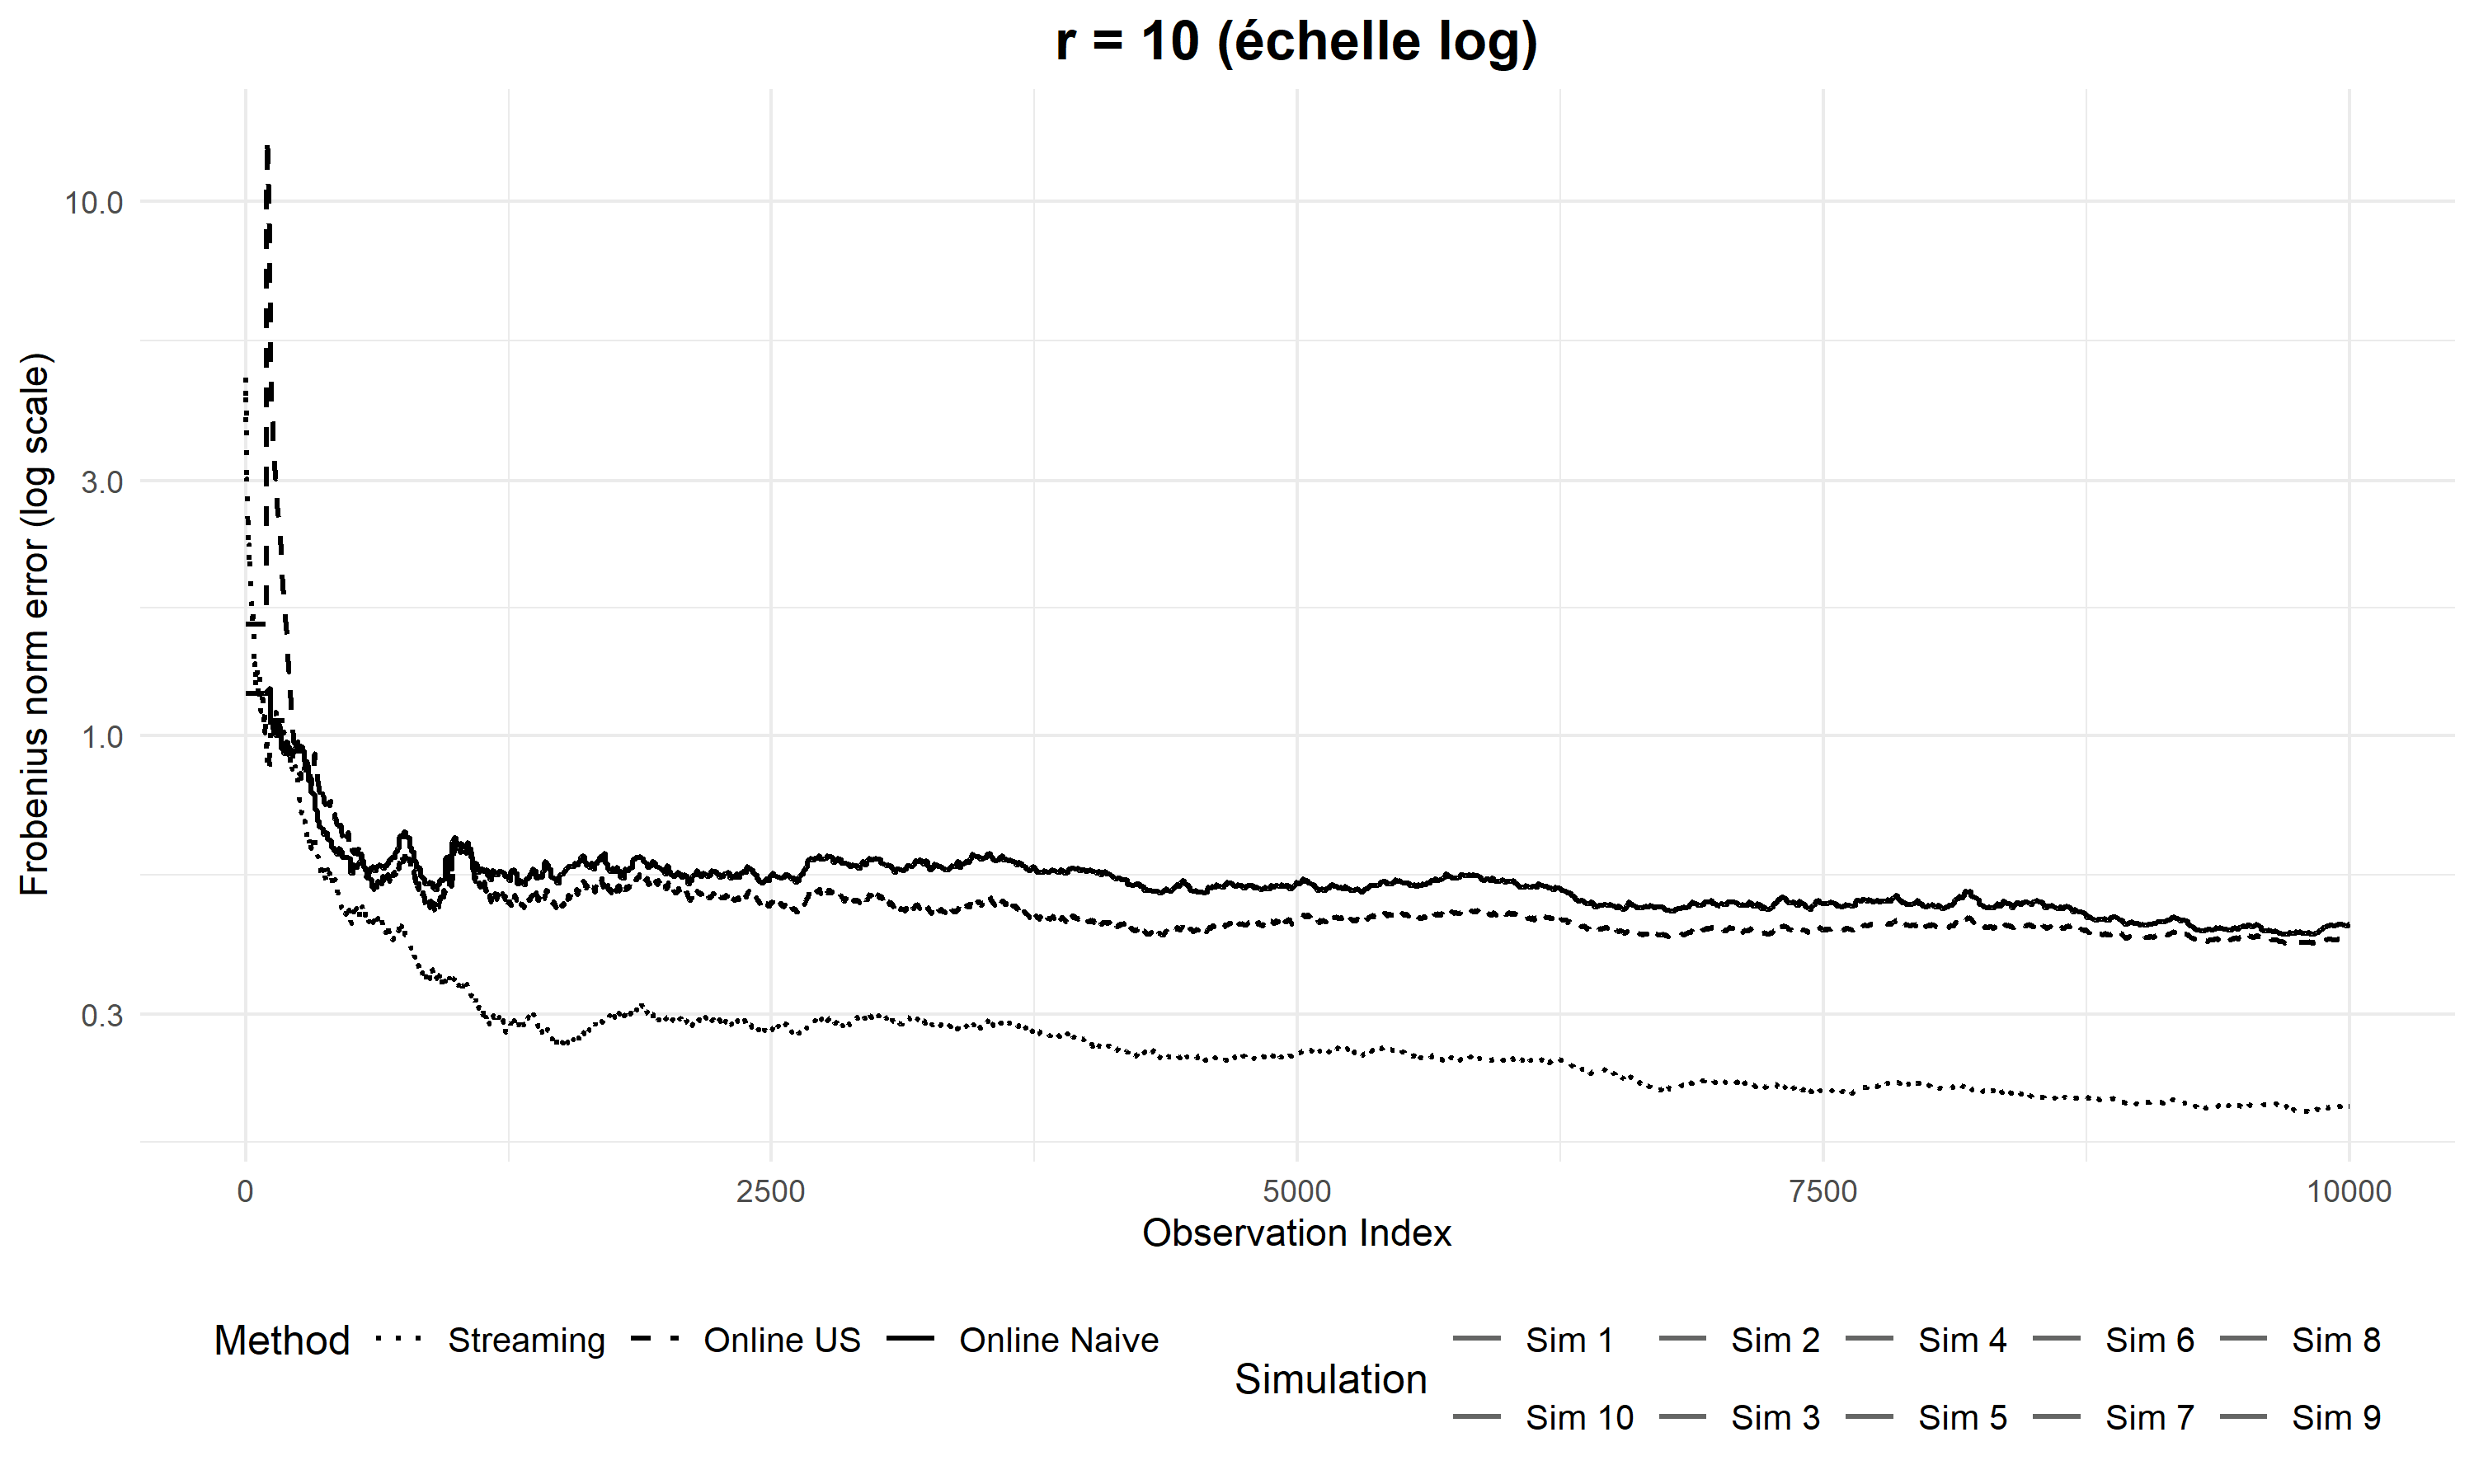 r = 10 (échelle log)
Frobenius norm error (log scale)
10.0
3.0
1.0
0.3
0 2500 5000 7500 10000
Observation Index
Method Streaming Online US Online Naive
Simulation
Sim 1 Sim 2 Sim 4 Sim 6 Sim 8
Sim 10 Sim 3 Sim 5 Sim 7 Sim 9